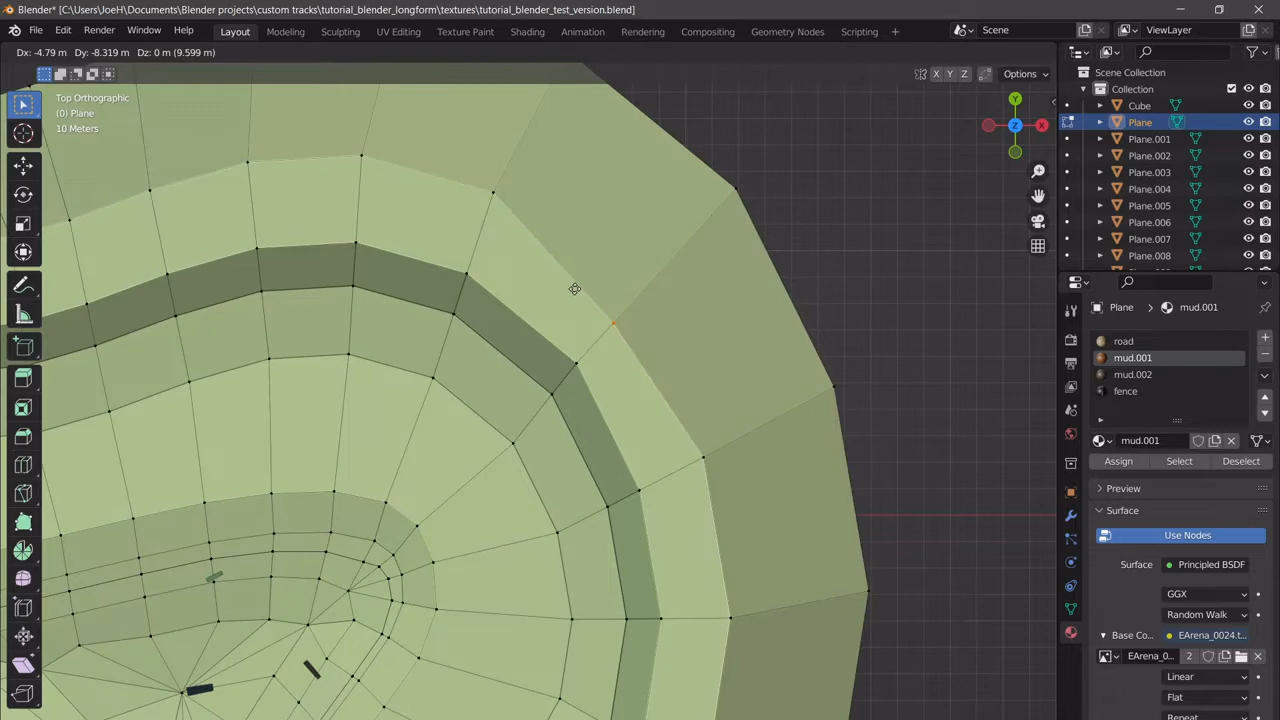 Blender* [C:\Users\JoeH\Documents\Blender projects\custom tracks\tutorial_blender_longform\textures\tutorial_blender_test_version.blend]
File Edit Render Window Help Layout Modeling Sculpting UV Editing Texture Paint Shading Animation Rendering Compositing Geometry Nodes Scripting + Scene ViewLayer
Dx: -4.79 m Dy: -8.319 m Dz: 0 m (9.599 m)
X Y Z Options
Scene Collection
Collection
Cube
Plane
Plane.001
Plane.002
Plane.003
Plane.004
Plane.005
Plane.006
Plane.007
Plane.008
Top Orthographic
(0) Plane
10 Meters
Y
Z X
Plane > mud.001
road
mud.001
mud.002
fence
mud.001
Assign Select Deselect
Preview
Surface
Use Nodes
Surface: Principled BSDF
GGX
Random Walk
Base Co... EArena_0024.t...
EArena_0... 2
Linear
Flat
Repeat